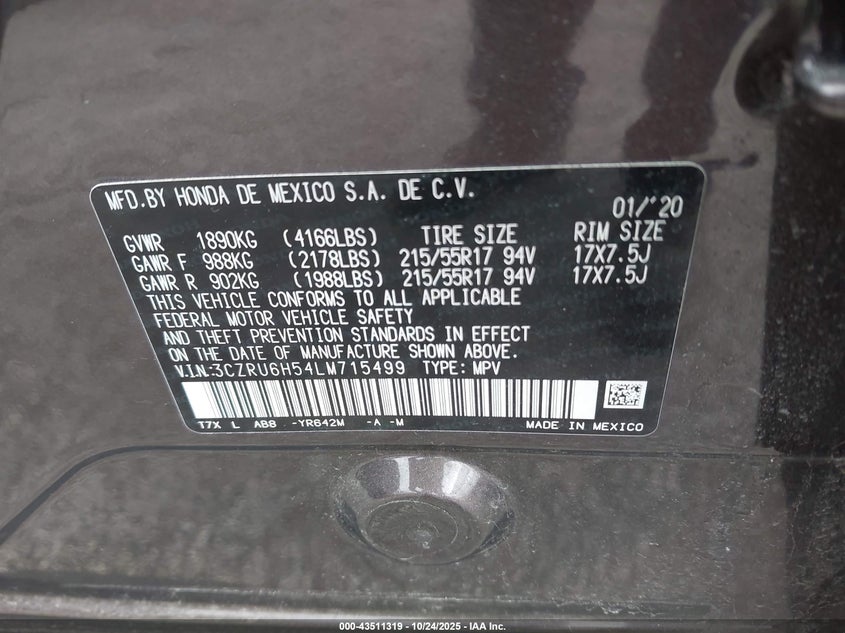 MFD.BY HONDA DE MEXICO S.A. DE C.V.
01/'20
GVWR 1890KG (4166LBS) TIRE SIZE RIM SIZE
GAWR F 988KG (2178LBS) 215/55R17 94V 17X7.5J
GAWR R 902KG (1988LBS) 215/55R17 94V 17X7.5J
THIS VEHICLE CONFORMS TO ALL APPLICABLE
FEDERAL MOTOR VEHICLE SAFETY
AND THEFT PREVENTION STANDARDS IN EFFECT
ON THE DATE OF MANUFACTURE SHOWN ABOVE.
V.IN:3CZRU6H54LM715499 TYPE: MPV
T7X L AB8 -YR642M -A -M MADE IN MEXICO
000-43511319 - 10/24/2025 - IAA Inc.